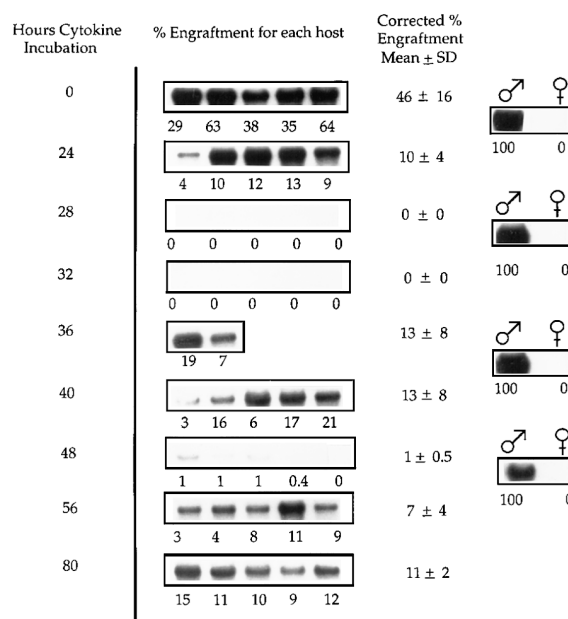 Hours Cytokine
Incubation
% Engraftment for each host
Corrected %
Engraftment
Mean ± SD
0
46 ± 16
♂ ♀
29 63 38 35 64
100 0
24
10 ± 4
4 10 12 13 9
28
0 ± 0
♂ ♀
0 0 0 0 0
100 0
32
0 ± 0
0 0 0 0 0
36
13 ± 8
♂ ♀
19 7
100 0
40
13 ± 8
3 16 6 17 21
48
1 ± 0.5
♂ ♀
1 1 1 0.4 0
100 0
56
7 ± 4
3 4 8 11 9
80
11 ± 2
15 11 10 9 12